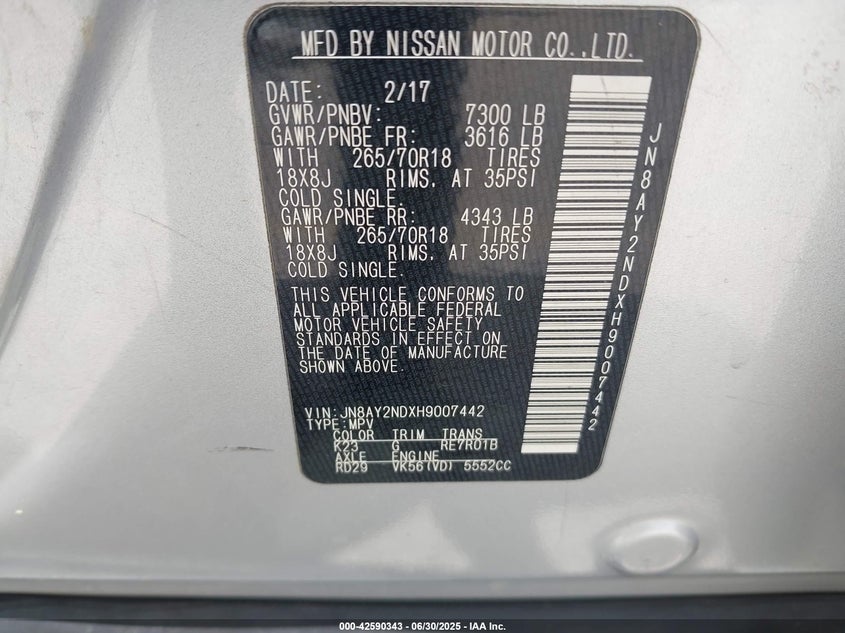 MFD BY NISSAN MOTOR CO.,LTD.
DATE: 2/17
GVWR/PNBV: 7300 LB
GAWR/PNBE FR: 3616 LB
WITH 265/70R18 TIRES
18X8J RIMS, AT 35PSI
COLD SINGLE.
GAWR/PNBE RR: 4343 LB
WITH 265/70R18 TIRES
18X8J RIMS, AT 35PSI
COLD SINGLE.
THIS VEHICLE CONFORMS TO
ALL APPLICABLE FEDERAL
MOTOR VEHICLE SAFETY
STANDARDS IN EFFECT ON
THE DATE OF MANUFACTURE
SHOWN ABOVE.
VIN:JN8AY2NDXH9007442
TYPE:MPV
COLOR TRIM TRANS
K23 G RE7R01B
AXLE ENGINE
RD29 VK56(VD) 5552CC
JN8AY2NDXH9007442
000-42590343 - 06/30/2025 - IAA Inc.